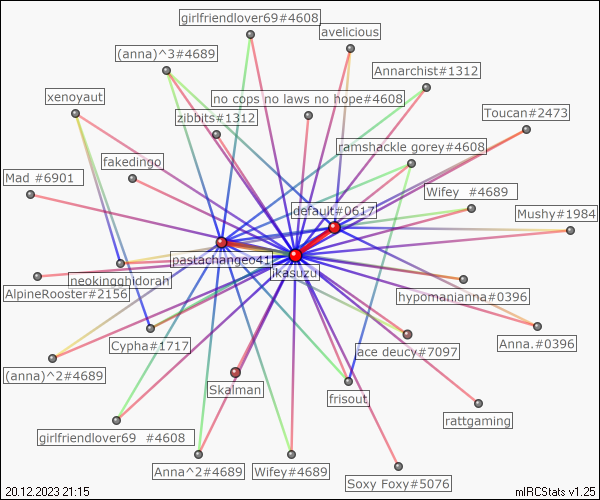 girlfriendlover69#4608
avelicious
(anna)^3#4689
Annarchist#1312
xenoyaut
no cops no laws no hope#4608
Toucan#2473
zibbits#1312
ramshackle gorey#4608
fakedingo
Mad #6901
Wifey  #4689
default#0617
Mushy#1984
pastachangeo41
jikasuzu
neokingghidorah
AlpineRooster#2156
hypomanianna#0396
Cypha#1717
Anna.#0396
ace deucy#7097
(anna)^2#4689
Skalman
frisout
rattgaming
girlfriendlover69  #4608
Anna^2#4689
Wifey#4689
Soxy Foxy#5076
20.12.2023 21:15
mIRCStats v1.25